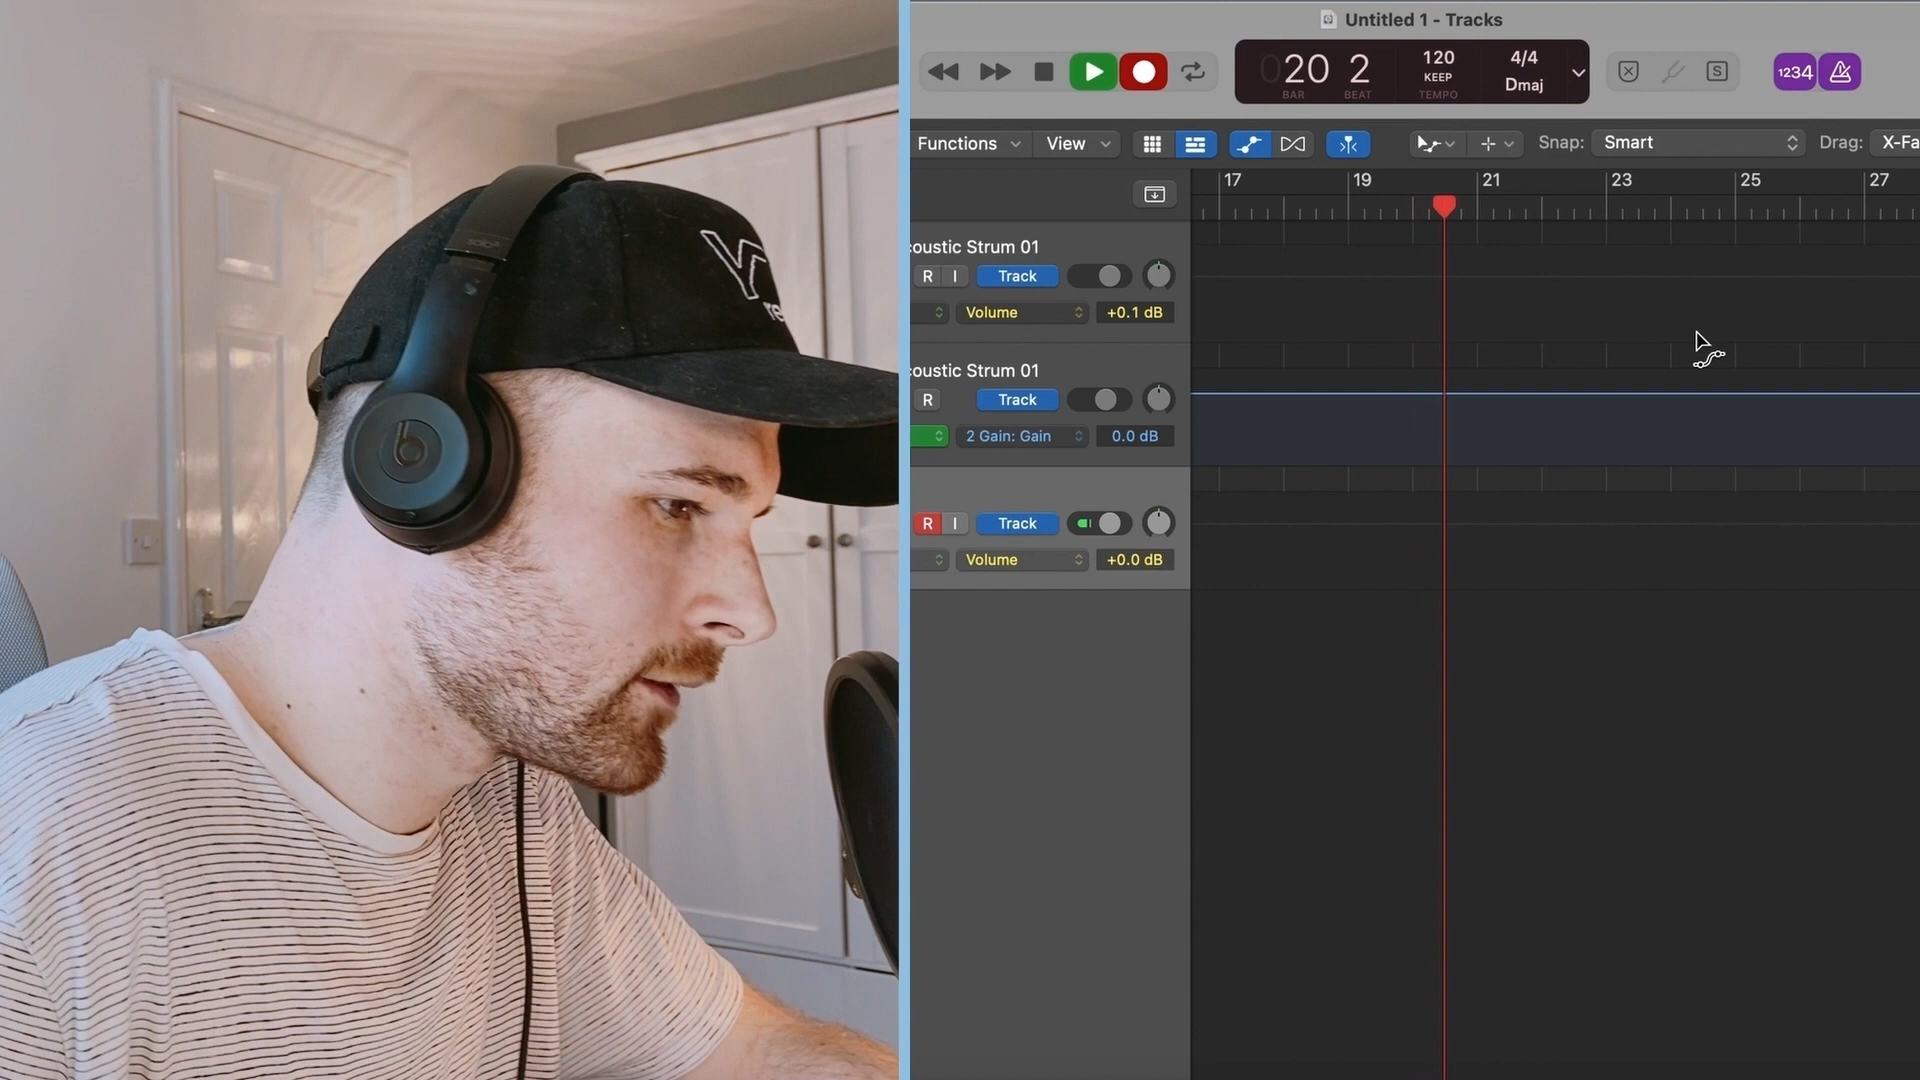 Untitled 1 - Tracks
20 2
BAR BEAT
120
KEEP
TEMPO
4/4
Dmaj
S
1234
Functions View
Snap: Smart
Drag: X-Fa
17 19 21 23 25 27
coustic Strum 01
R I Track
Volume +0.1 dB
coustic Strum 01
R Track
2 Gain: Gain 0.0 dB
R I Track
Volume +0.0 dB
solo
b
re